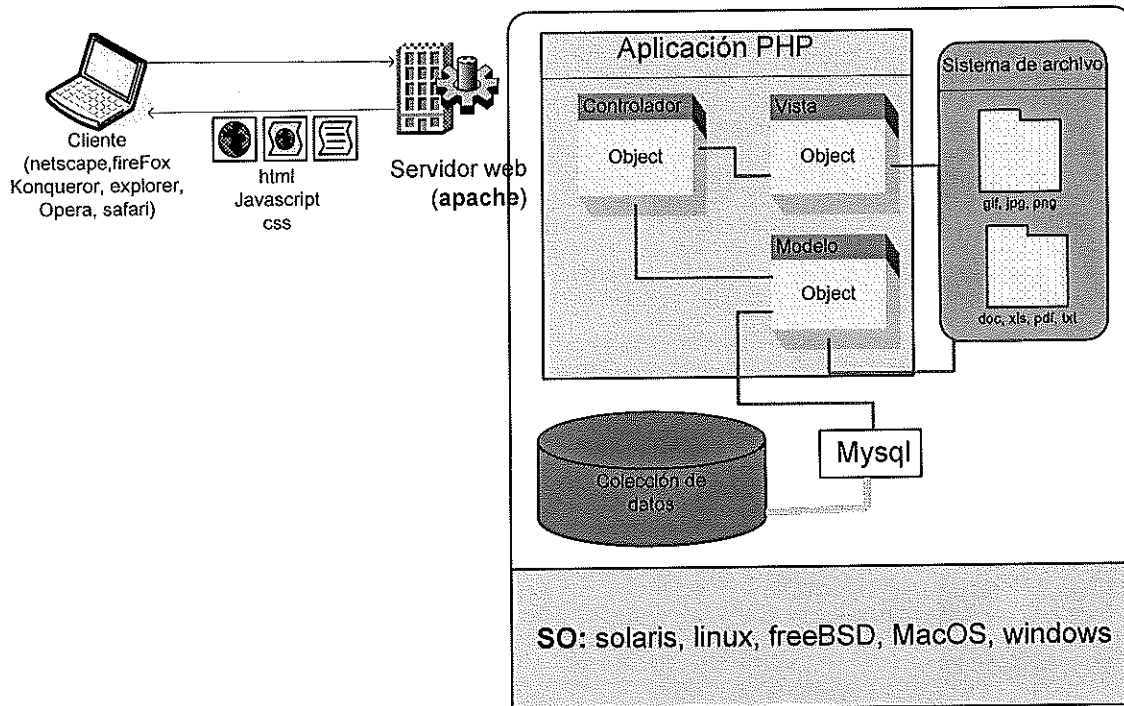 Cliente
(netscape,fireFox
Konqueror, explorer,
Opera, safari)
html
Javascript
css
Servidor web
(apache)
Aplicación PHP
Controlador
Object
Vista
Object
Modelo
Object
Sistema de archivo
gif, jpg, png
doc, xls, pdf, txt
Mysql
Colección de
datos
SO: solaris, linux, freeBSD, MacOS, windows